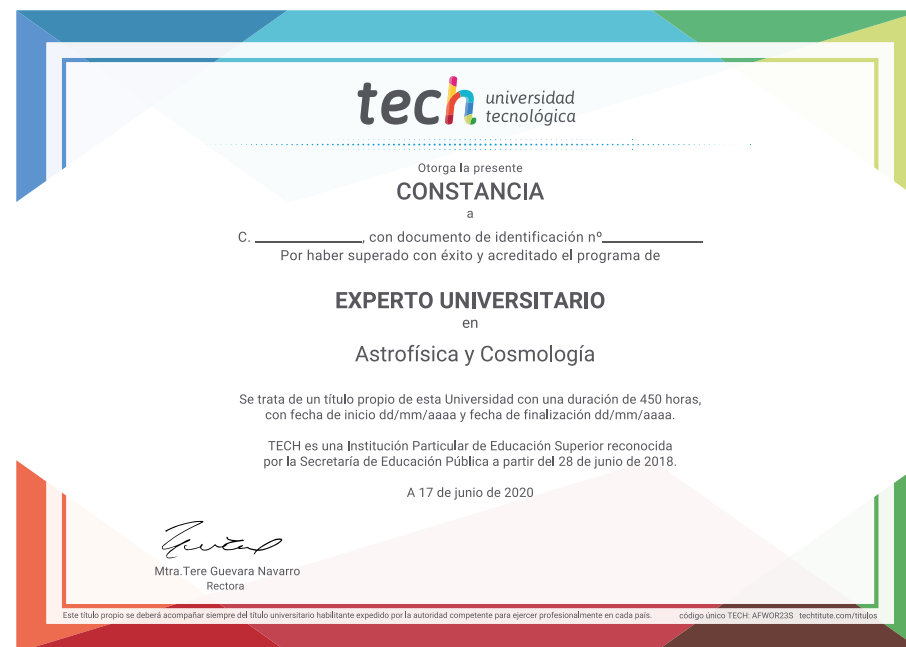 tech universidad
tecnológica
Otorga la presente
CONSTANCIA
a
C. ____________, con documento de identificación nº____________
Por haber superado con éxito y acreditado el programa de
EXPERTO UNIVERSITARIO
en
Astrofísica y Cosmología
Se trata de un título propio de esta Universidad con una duración de 450 horas,
con fecha de inicio dd/mm/aaaa y fecha de finalización dd/mm/aaaa.
TECH es una Institución Particular de Educación Superior reconocida
por la Secretaría de Educación Pública a partir del 28 de junio de 2018.
A 17 de junio de 2020
Mtra.Tere Guevara Navarro
Rectora
Este título propio se deberá acompañar siempre del título universitario habilitante expedido por la autoridad competente para ejercer profesionalmente en cada país. código único TECH: AFWOR23S techtitute.com/titulos